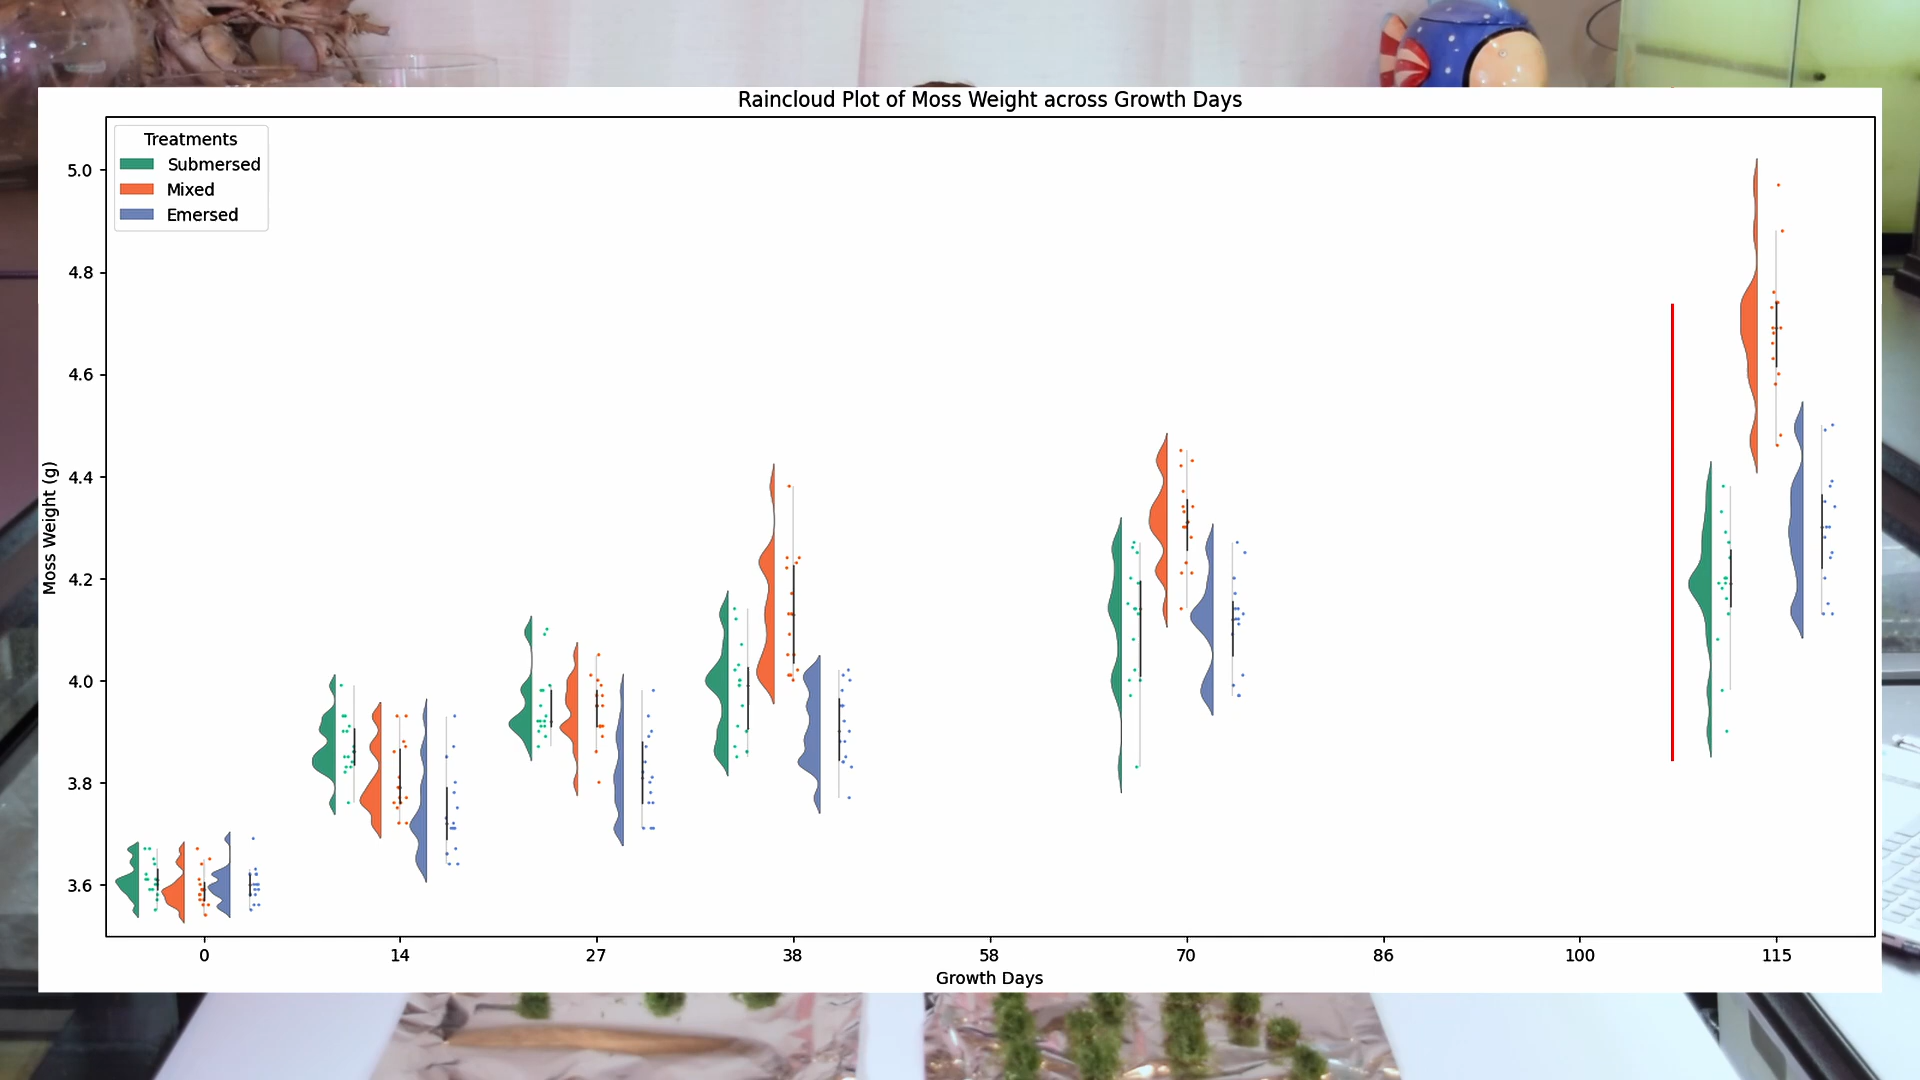 Raincloud Plot of Moss Weight across Growth Days
Treatments
Submersed
Mixed
Emersed
5.0
4.8
4.6
4.4
4.2
4.0
3.8
3.6
Moss Weight (g)
0 14 27 38 58 70 86 100 115
Growth Days